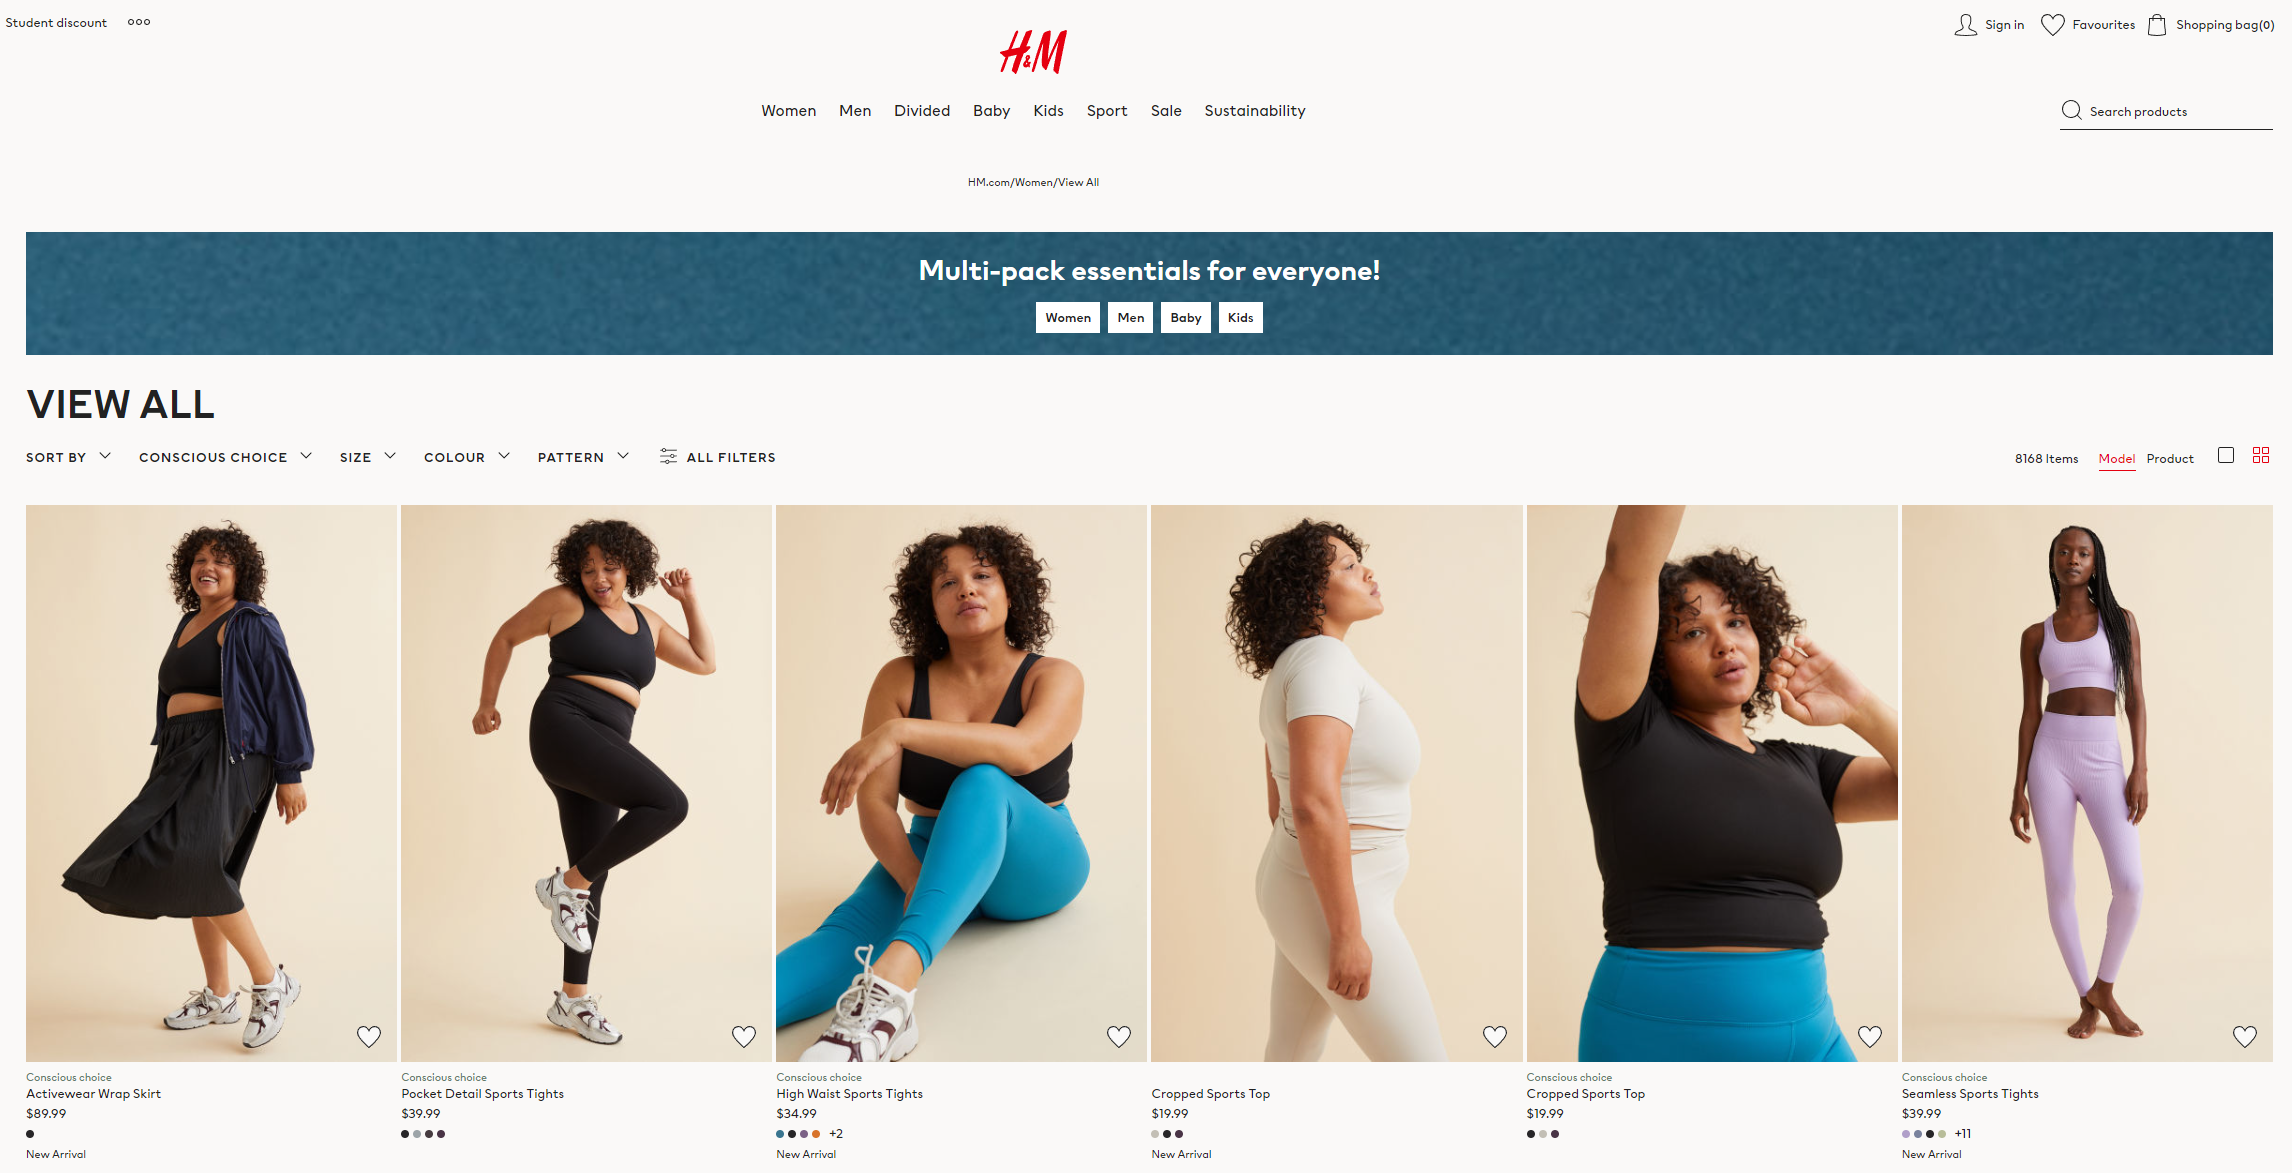 Student discount
Sign in
Favourites
Shopping bag(0)
H&M
Women Men Divided Baby Kids Sport Sale Sustainability
Search products
HM.com/Women/View All
Multi-pack essentials for everyone!
Women Men Baby Kids
VIEW ALL
SORT BY CONSCIOUS CHOICE SIZE COLOUR PATTERN ALL FILTERS
8168 Items Model Product
Conscious choice
Activewear Wrap Skirt
$89.99
New Arrival
Conscious choice
Pocket Detail Sports Tights
$39.99
Conscious choice
High Waist Sports Tights
$34.99
+2
New Arrival
Cropped Sports Top
$19.99
New Arrival
Conscious choice
Cropped Sports Top
$19.99
Conscious choice
Seamless Sports Tights
$39.99
+11
New Arrival